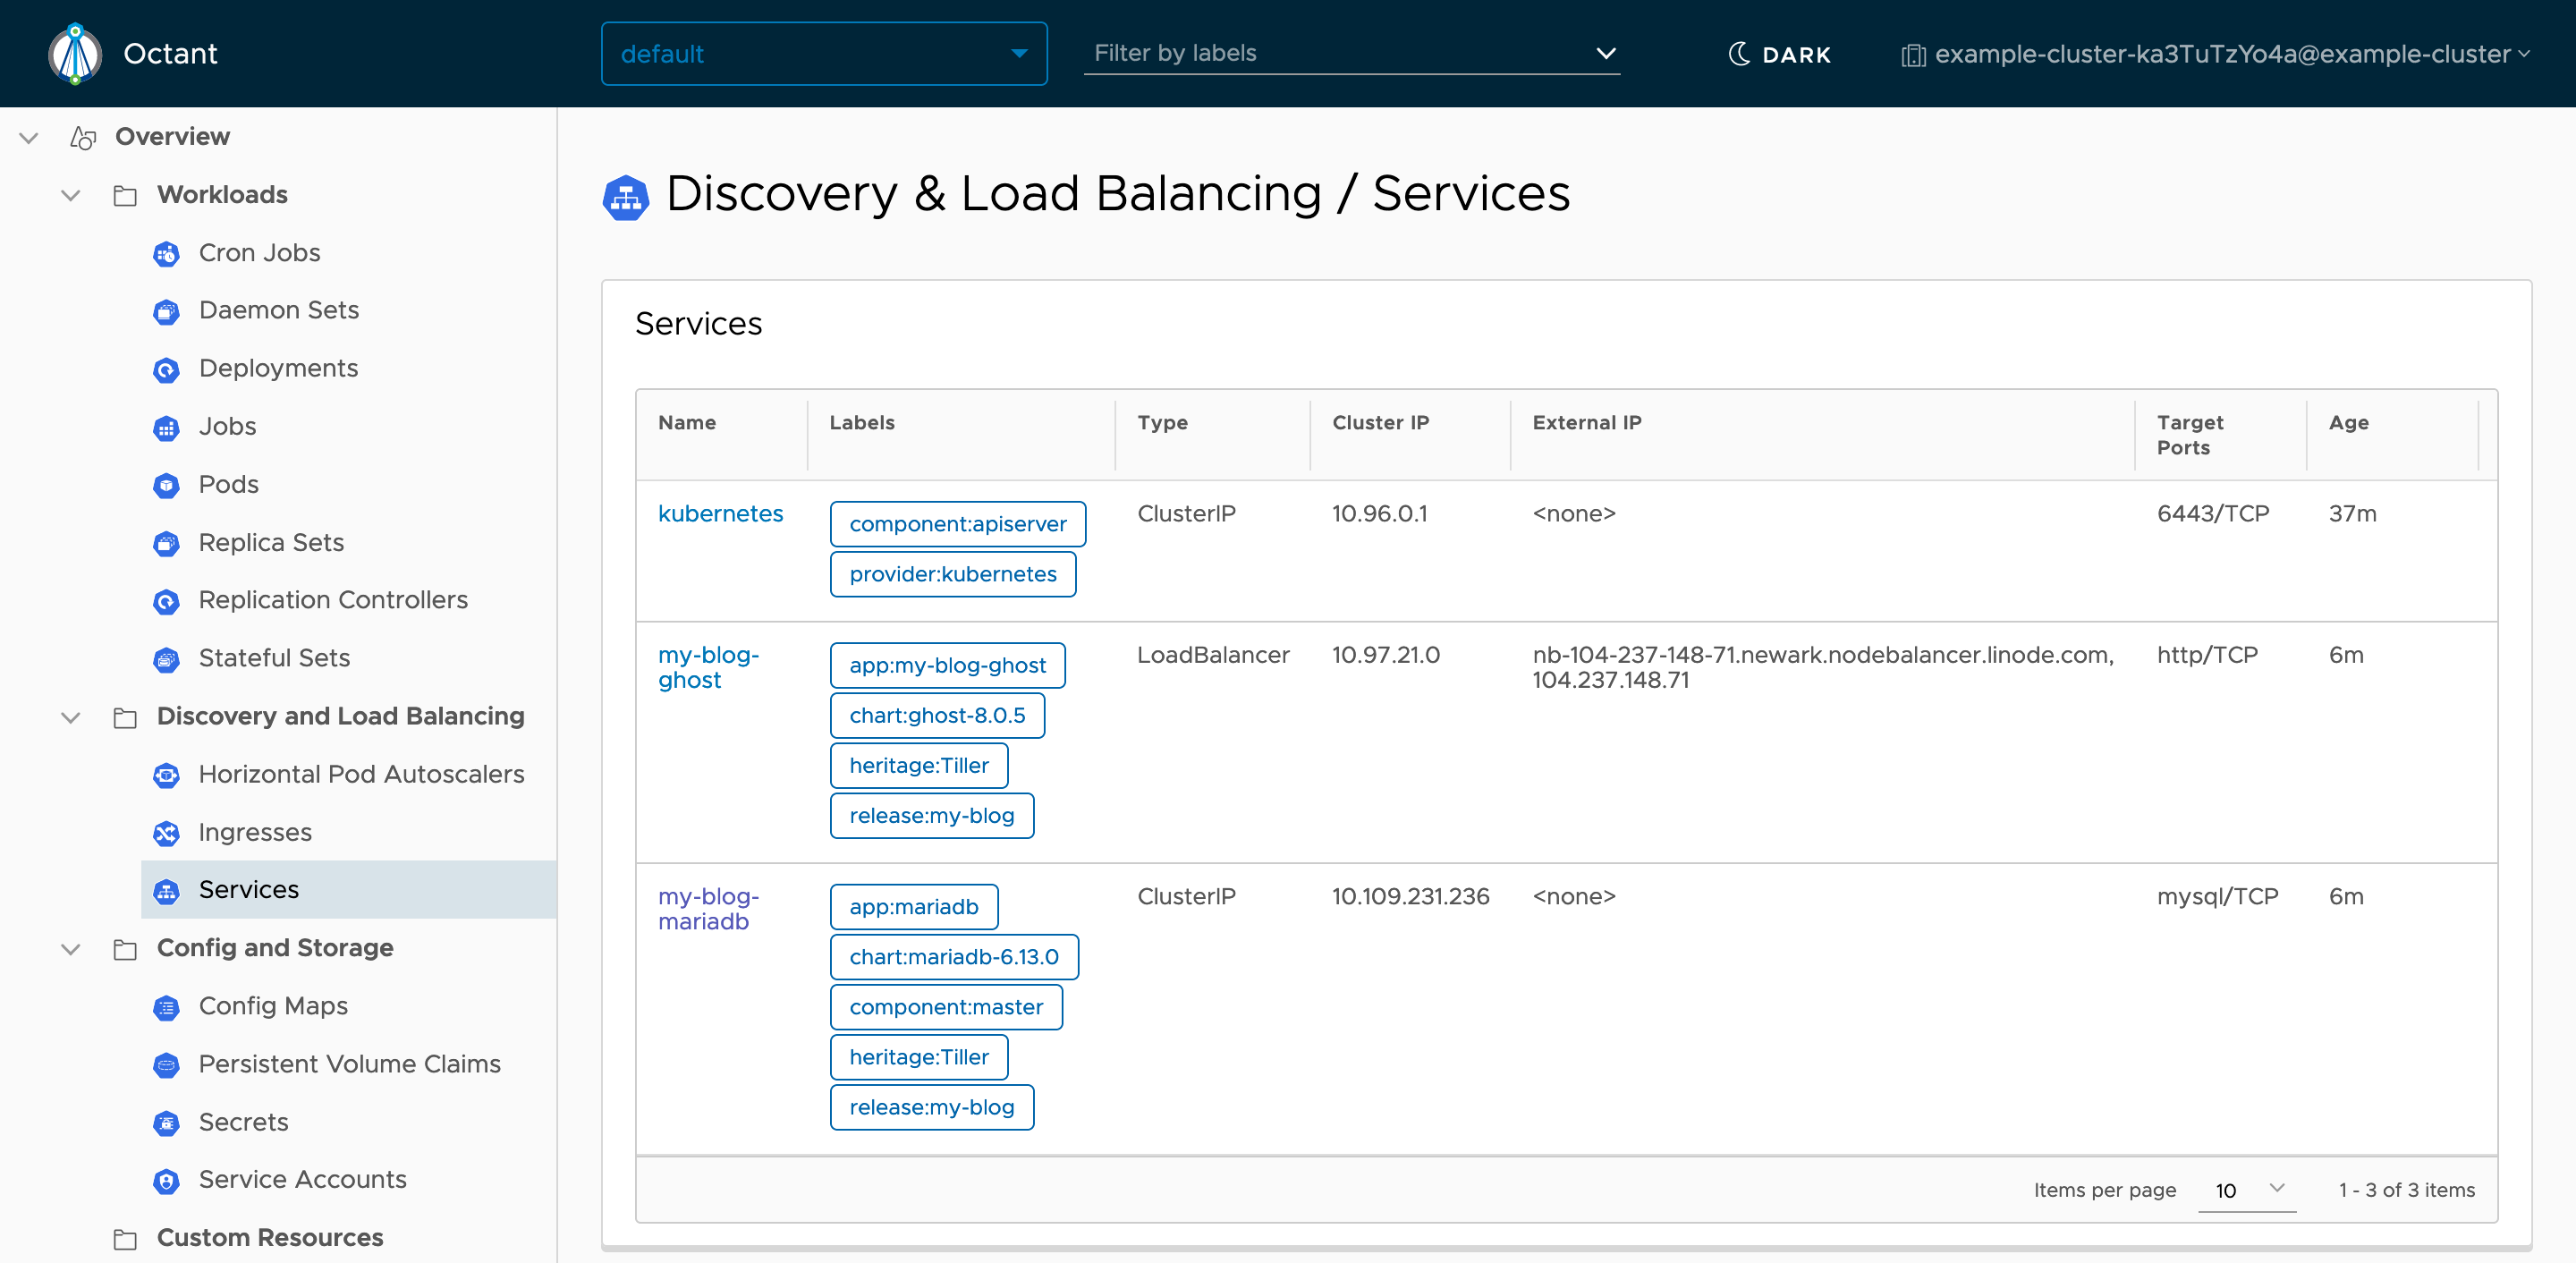 Octant
default
Filter by labels
DARK
example-cluster-ka3TuTzYo4a@example-cluster
Overview
Workloads
Cron Jobs
Daemon Sets
Deployments
Jobs
Pods
Replica Sets
Replication Controllers
Stateful Sets
Discovery and Load Balancing
Horizontal Pod Autoscalers
Ingresses
Services
Config and Storage
Config Maps
Persistent Volume Claims
Secrets
Service Accounts
Custom Resources
Discovery & Load Balancing / Services
Services
Name Labels Type Cluster IP External IP Target Ports Age
kubernetes component:apiserver ClusterIP 10.96.0.1 <none> 6443/TCP 37m
provider:kubernetes
my-blog- app:my-blog-ghost LoadBalancer 10.97.21.0 nb-104-237-148-71.newark.nodebalancer.linode.com, http/TCP 6m
ghost 104.237.148.71
chart:ghost-8.0.5
heritage:Tiller
release:my-blog
my-blog- app:mariadb ClusterIP 10.109.231.236 <none> mysql/TCP 6m
mariadb
chart:mariadb-6.13.0
component:master
heritage:Tiller
release:my-blog
Items per page 10 1 - 3 of 3 items